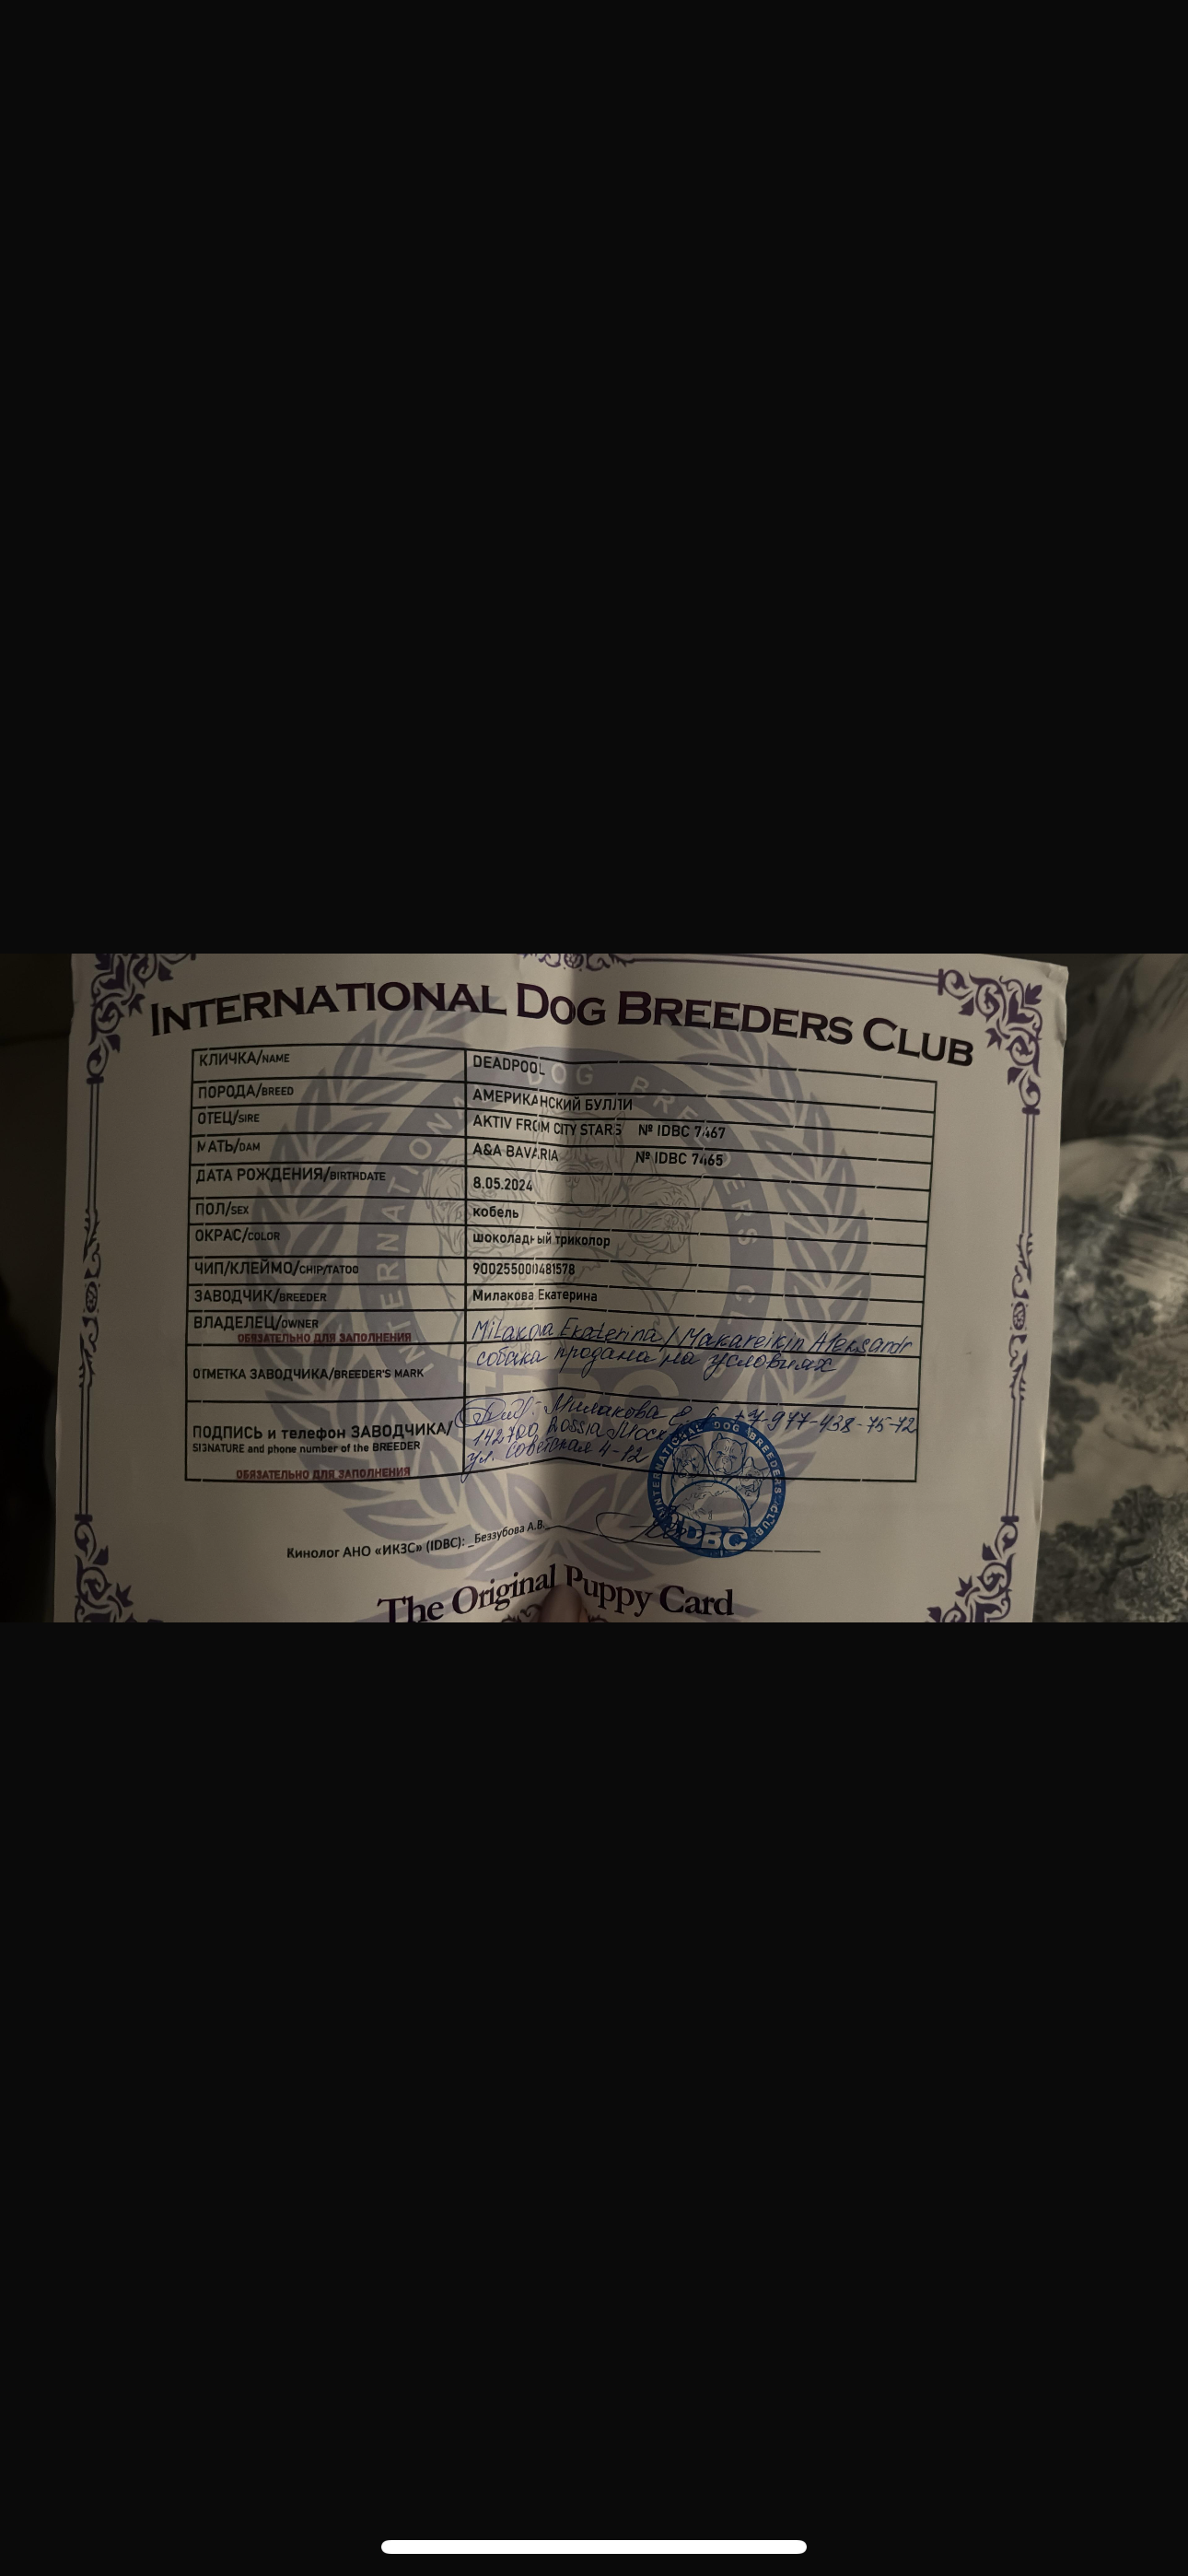 INTERNATIONAL DOG BREEDERS CLUB
КЛИЧКА/NAME DEADPOOL
ПОРОДА/BREED АМЕРИКАНСКИЙ БУЛЛИ
ОТЕЦ/SIRE AKTIV FROM CITY STARS № IDBC 7467
МАТЬ/DAM A&A BAVARIA № IDBC 7465
ДАТА РОЖДЕНИЯ/BIRTHDATE 8.05.2024
ПОЛ/SEX кобель
ОКРАС/COLOR шоколадный триколор
ЧИП/КЛЕЙМО/CHIP/TATOO 900255000481578
ЗАВОДЧИК/BREEDER Милакова Екатерина
ВЛАДЕЛЕЦ/OWNER Milakova Ekaterina / Makareikin Aleksandr
ОБЯЗАТЕЛЬНО ДЛЯ ЗАПОЛНЕНИЯ
ОТМЕТКА ЗАВОДЧИКА/BREEDER'S MARK собака продана на условиях
ПОДПИСЬ и телефон ЗАВОДЧИКА/ Милакова Е +7-977-438-75-72
SIGNATURE and phone number of the BREEDER 142700, Rossia
ул. Советская 4-12
ОБЯЗАТЕЛЬНО ДЛЯ ЗАПОЛНЕНИЯ
INTERNATIONAL DOG BREEDERS CLUB
IDBC
Кинолог АНО «ИКЗС» (IDBC): _Беззубова А.В._
The Original Puppy Card